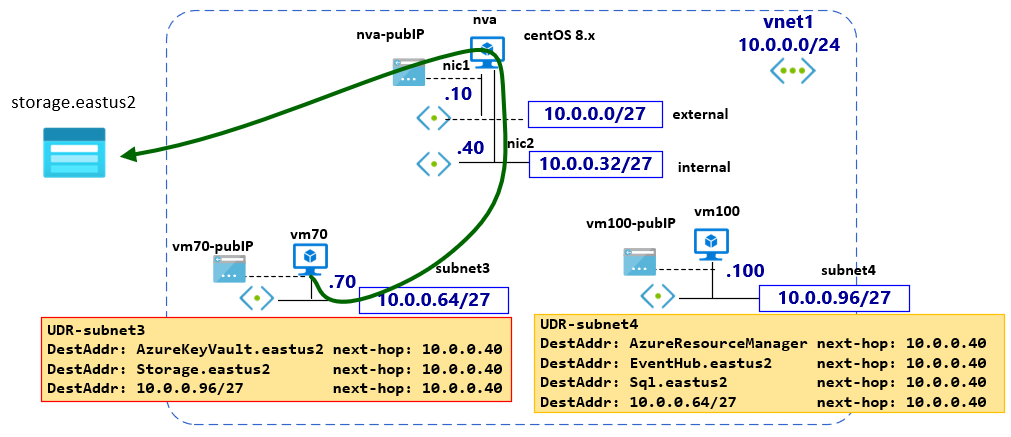 nva
nva-pubIP
centOS 8.x
vnet1
10.0.0.0/24
nic1
storage.eastus2
.10
10.0.0.0/27
external
nic2
.40
10.0.0.32/27
internal
vm70-pubIP
vm70
.70
subnet3
10.0.0.64/27
vm100-pubIP
vm100
.100
subnet4
10.0.0.96/27
UDR-subnet3
DestAddr: AzureKeyVault.eastus2 next-hop: 10.0.0.40
DestAddr: Storage.eastus2 next-hop: 10.0.0.40
DestAddr: 10.0.0.96/27 next-hop: 10.0.0.40
UDR-subnet4
DestAddr: AzureResourceManager next-hop: 10.0.0.40
DestAddr: EventHub.eastus2 next-hop: 10.0.0.40
DestAddr: Sql.eastus2 next-hop: 10.0.0.40
DestAddr: 10.0.0.64/27 next-hop: 10.0.0.40